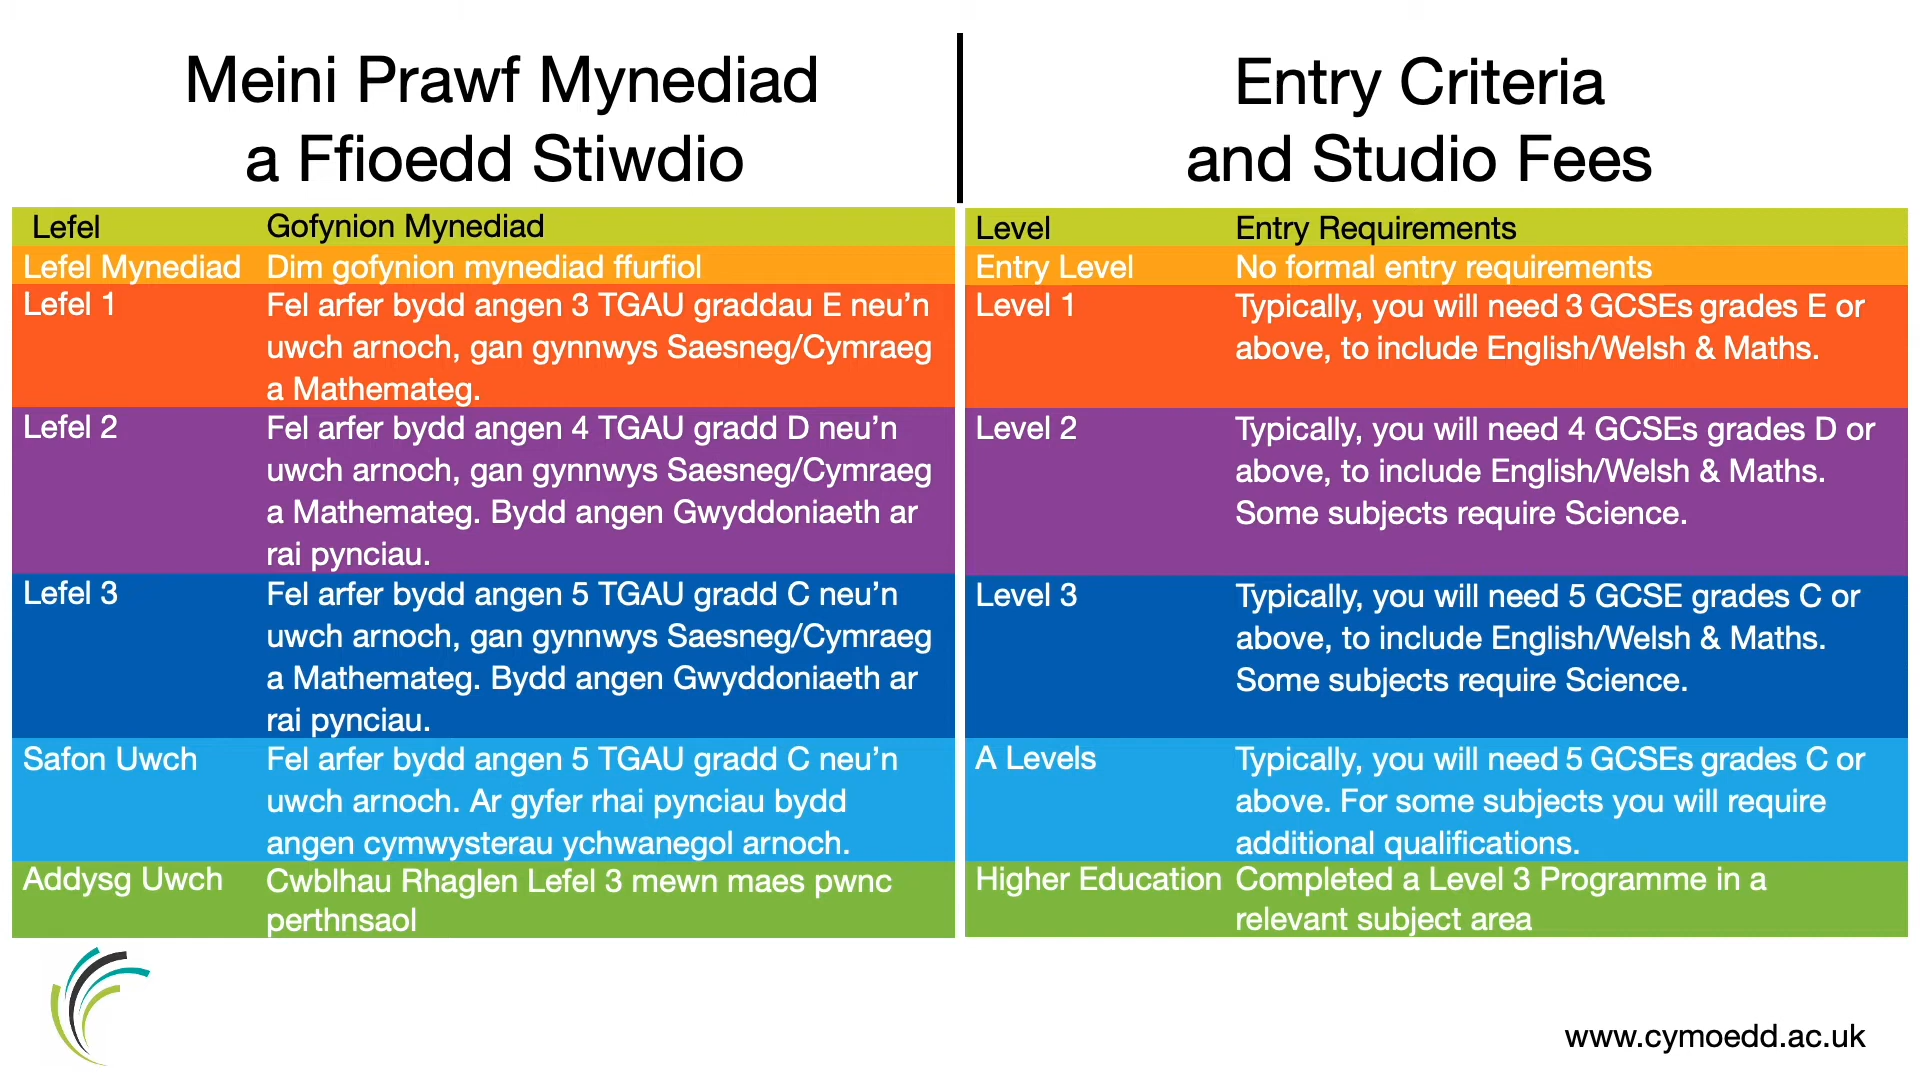 Meini Prawf Mynediad
a Ffioedd Stiwdio
Lefel Gofynion Mynediad
Lefel Mynediad Dim gofynion mynediad ffurfiol
Lefel 1 Fel arfer bydd angen 3 TGAU graddau E neu'n
uwch arnoch, gan gynnwys Saesneg/Cymraeg
a Mathemateg.
Lefel 2 Fel arfer bydd angen 4 TGAU gradd D neu'n
uwch arnoch, gan gynnwys Saesneg/Cymraeg
a Mathemateg. Bydd angen Gwyddoniaeth ar
rai pynciau.
Lefel 3 Fel arfer bydd angen 5 TGAU gradd C neu'n
uwch arnoch, gan gynnwys Saesneg/Cymraeg
a Mathemateg. Bydd angen Gwyddoniaeth ar
rai pynciau.
Safon Uwch Fel arfer bydd angen 5 TGAU gradd C neu'n
uwch arnoch. Ar gyfer rhai pynciau bydd
angen cymwysterau ychwanegol arnoch.
Addysg Uwch Cwblhau Rhaglen Lefel 3 mewn maes pwnc
perthnsaol
Entry Criteria
and Studio Fees
Level Entry Requirements
Entry Level No formal entry requirements
Level 1 Typically, you will need 3 GCSEs grades E or
above, to include English/Welsh & Maths.
Level 2 Typically, you will need 4 GCSEs grades D or
above, to include English/Welsh & Maths.
Some subjects require Science.
Level 3 Typically, you will need 5 GCSE grades C or
above, to include English/Welsh & Maths.
Some subjects require Science.
A Levels Typically, you will need 5 GCSEs grades C or
above. For some subjects you will require
additional qualifications.
Higher Education Completed a Level 3 Programme in a
relevant subject area
www.cymoedd.ac.uk